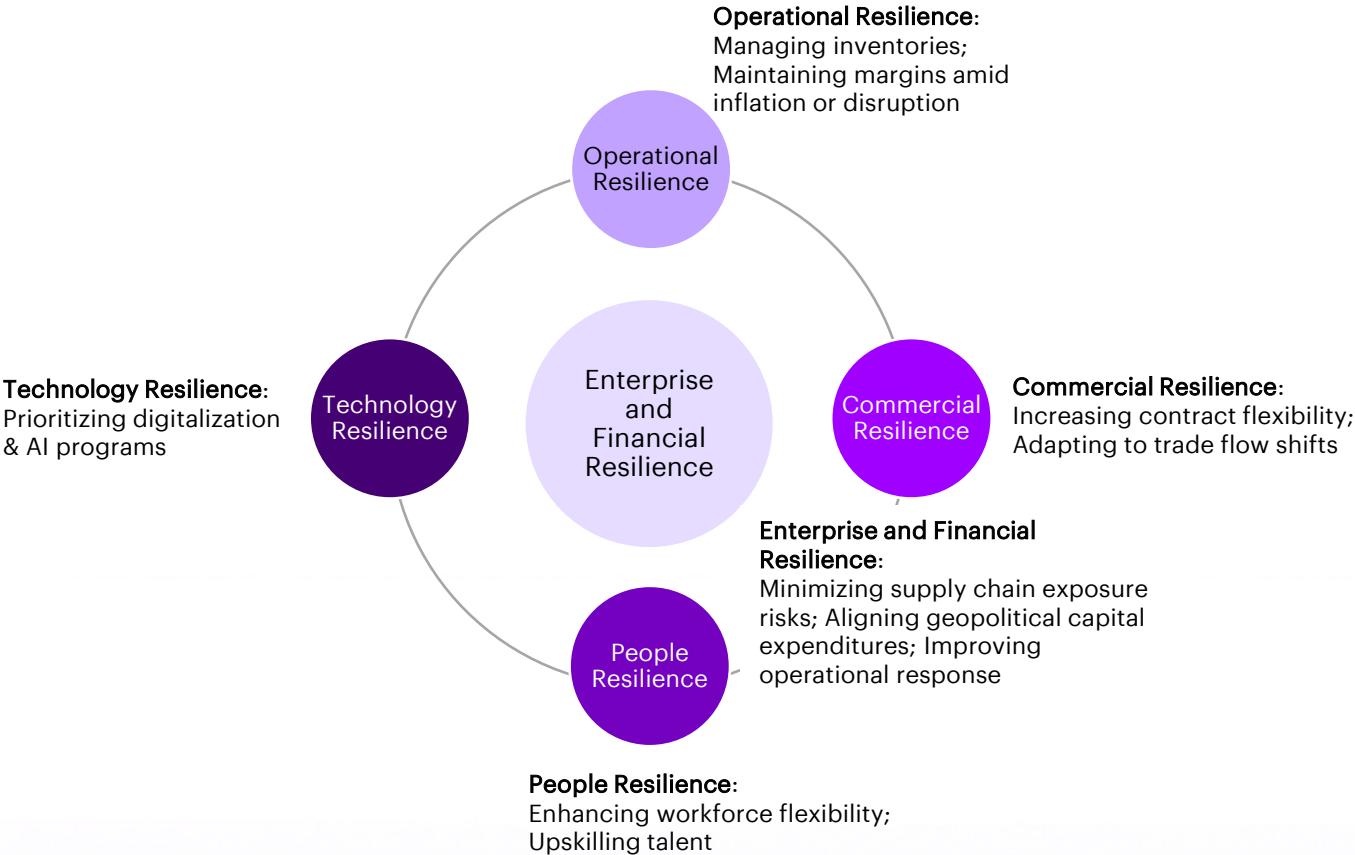 Operational Resilience:
Managing inventories;
Maintaining margins amid
inflation or disruption
Operational
Resilience
Technology Resilience:
Prioritizing digitalization
& AI programs
Technology
Resilience
Enterprise
and
Financial
Resilience
Commercial
Resilience
Commercial Resilience:
Increasing contract flexibility;
Adapting to trade flow shifts
Enterprise and Financial
Resilience:
Minimizing supply chain exposure
risks; Aligning geopolitical capital
expenditures; Improving
operational response
People
Resilience
People Resilience:
Enhancing workforce flexibility;
Upskilling talent